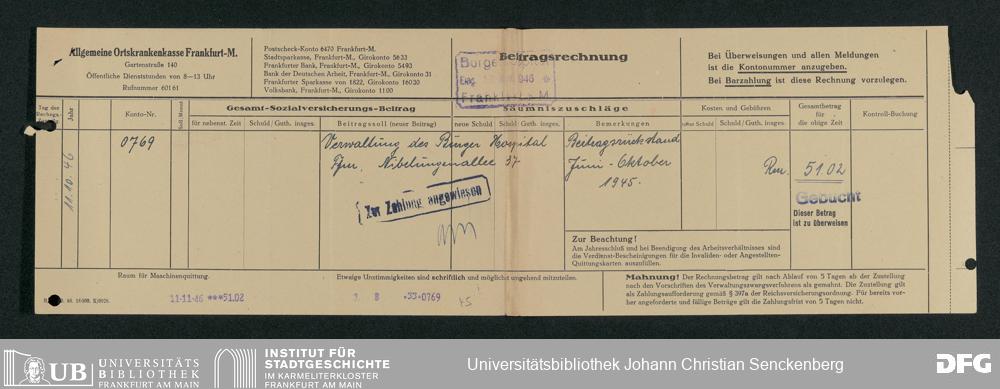 Allgemeine Ortskrankenkasse Frankfurt-M.
Gartenstraße 140
Öffentliche Dienststunden von 8—13 Uhr
Rufnummer 60161
Postscheck-Konto 6470 Frankfurt-M.
Stadtsparkasse, Frankfurt-M., Girokonto 5633
Frankfurter Bank, Frankfurt-M., Girokonto 5493
Bank der Deutschen Arbeit, Frankfurt-M., Girokonto 31
Frankfurter Sparkasse von 1822, Girokonto 16030
Volksbank, Frankfurt-M., Girokonto 1100
Beitragsrechnung
Frankfurt a M
Bei Überweisungen und allen Meldungen
ist die Kontonummer anzugeben.
Bei Barzahlung ist diese Rechnung vorzulegen.
Tag der
Jahr
Konto-Nr.
Soll-Monat
Gesamt-Sozialversicherungs-Beitrag
für nebenst. Zeit
Schuld / Guth. insges.
Beitragssoll (neuer Beitrag)
Säumniszuschläge
neue Schuld
Schuld / Guth. insges.
Bemerkungen
Kosten und Gebühren
neue Schuld
Schuld / Guth. insges.
Gesamtbetrag
für
die obige Zeit
Kontroll-Buchung
11.10.46
0769
Verwaltung des Bürger Hospital
Ffm. Nibelungenallee 37
Beitragsrückstand
Juni - Oktober
1945.
Rm. 51.02
Zur Zahlung angewiesen
Gebucht
Dieser Betrag
ist zu überweisen
Zur Beachtung!
Am Jahresschluß und bei Beendigung des Arbeitsverhältnisses sind
die Verdienst-Bescheinigungen für die Invaliden- oder Angestellten-
Quittungskarten auszufüllen.
Raum für Maschinenquittung.
Etwaige Unstimmigkeiten sind schriftlich und möglichst umgehend mitzuteilen.
Mahnung! Der Rechnungsbetrag gilt nach Ablauf von 5 Tagen ab der Zustellung
nach den Vorschriften des Verwaltungszwangsverfahrens als gemahnt. Die Zustellung gilt
als Zahlungsaufforderung gemäß § 397a der Reichsversicherungsordnung. Für bereits vor-
her angeforderte und fällige Beträge gilt die Zahlungsfrist von 5 Tagen nicht.
11-11-46 ***51.02
0769
45
UB UNIVERSITÄTS
BIBLIOTHEK
FRANKFURT AM MAIN
INSTITUT FÜR
STADTGESCHICHTE
IM KARMELITERKLOSTER
FRANKFURT AM MAIN
Universitätsbibliothek Johann Christian Senckenberg
DFG